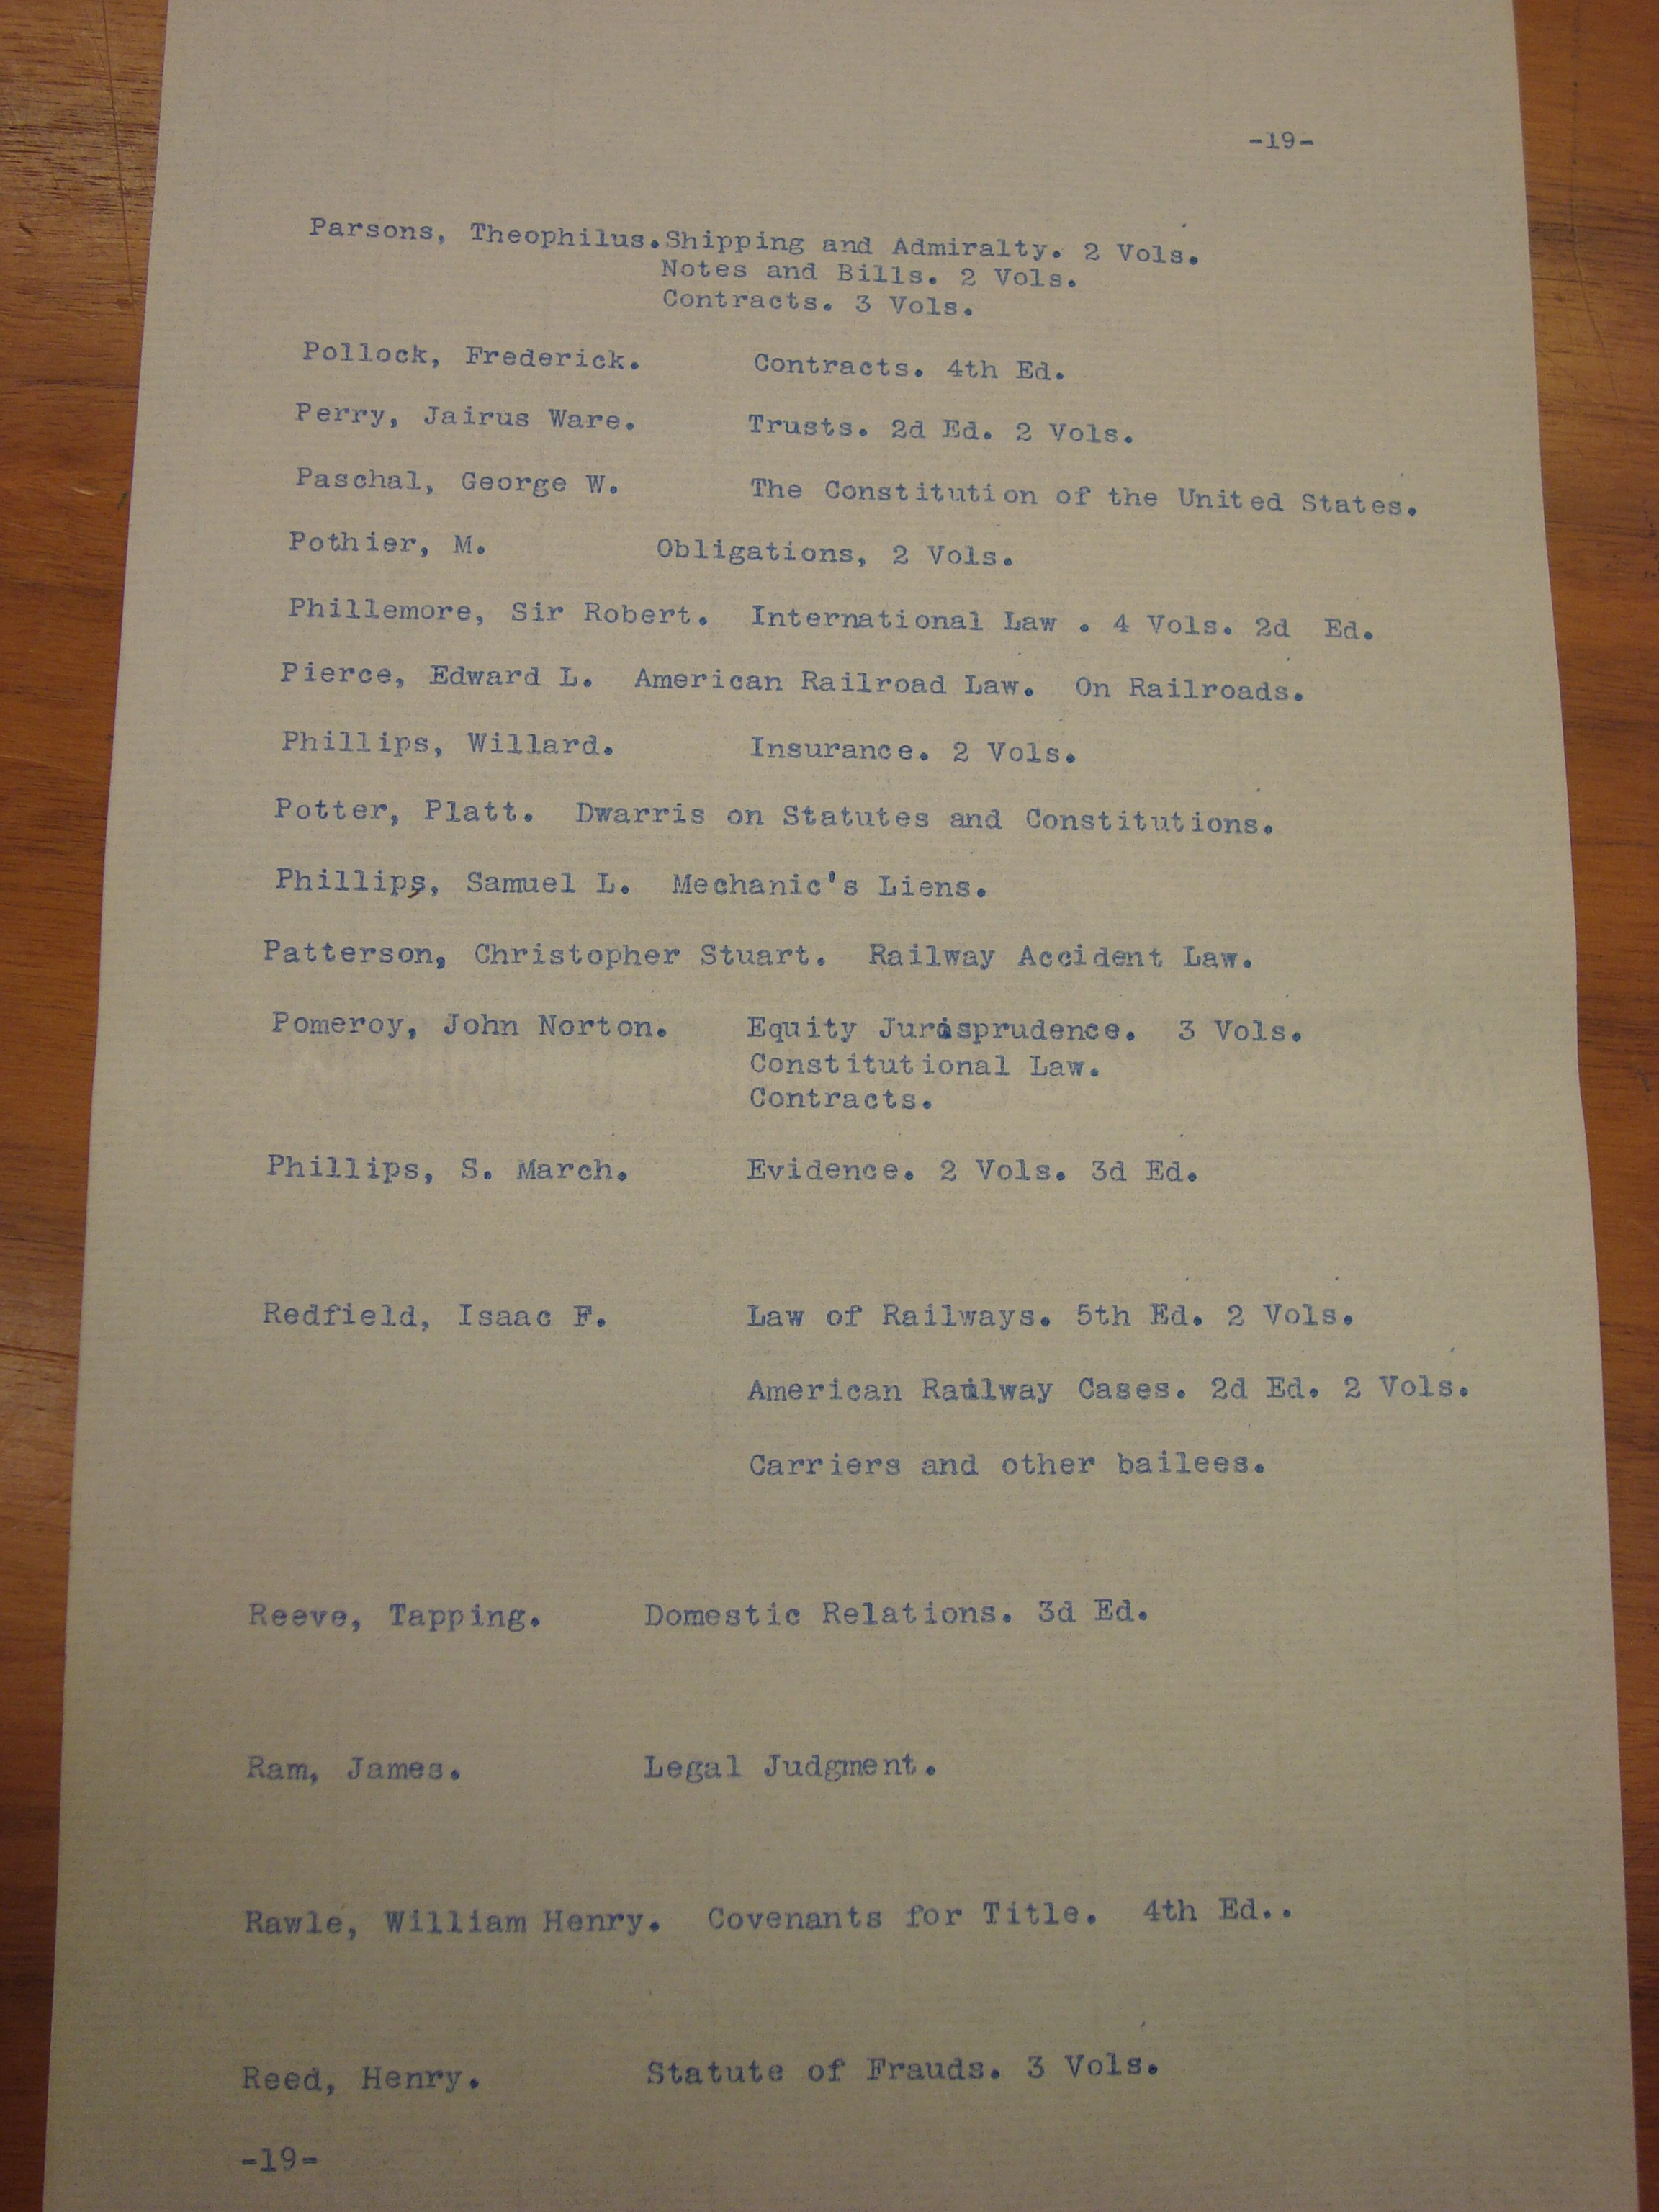 -19-
Parsons, Theophilus. Shipping and Admiralty. 2 Vols.
Notes and Bills. 2 Vols.
Contracts. 3 Vols.
Pollock, Frederick. Contracts. 4th Ed.
Perry, Jairus Ware. Trusts. 2d Ed. 2 Vols.
Paschal, George W. The Constitution of the United States.
Pothier, M. Obligations, 2 Vols.
Phillemore, Sir Robert. International Law . 4 Vols. 2d Ed.
Pierce, Edward L. American Railroad Law. On Railroads.
Phillips, Willard. Insurance. 2 Vols.
Potter, Platt. Dwarris on Statutes and Constitutions.
Phillips, Samuel L. Mechanic's Liens.
Patterson, Christopher Stuart. Railway Accident Law.
Pomeroy, John Norton. Equity Jurisprudence. 3 Vols.
Constitutional Law.
Contracts.
Phillips, S. March. Evidence. 2 Vols. 3d Ed.
Redfield, Isaac F. Law of Railways. 5th Ed. 2 Vols.
American Railway Cases. 2d Ed. 2 Vols.
Carriers and other bailees.
Reeve, Tapping. Domestic Relations. 3d Ed.
Ram, James. Legal Judgment.
Rawle, William Henry. Covenants for Title. 4th Ed..
Reed, Henry. Statute of Frauds. 3 Vols.
-19-